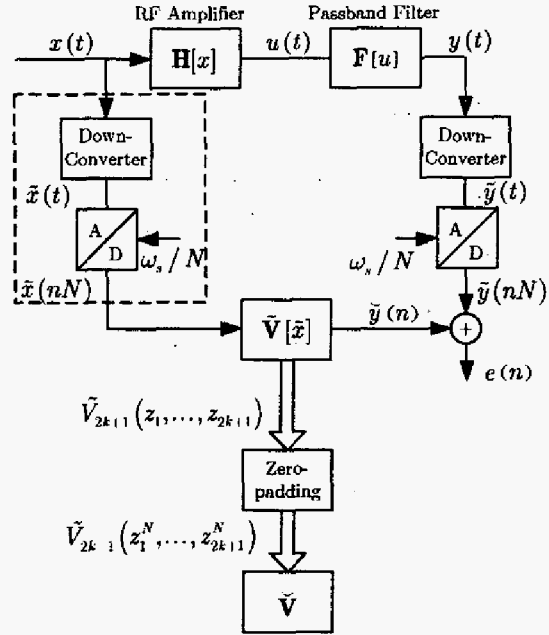 RF Amplifier Passband Filter
x(t) H[x] u(t) F[u] y(t)
Down-
Converter
Down-
Converter
x̃(t) ỹ(t)
A
D
ω_s/N
ω_s/N
A
D
x̃(nN) ỹ(nN)
Ṽ[x̃] y̆(n) +
e(n)
Ṽ_{2k+1}(z_1,...,z_{2k+1})
Zero-
padding
Ṽ_{2k-1}(z_1^N,...,z_{2k+1}^N)
V̆